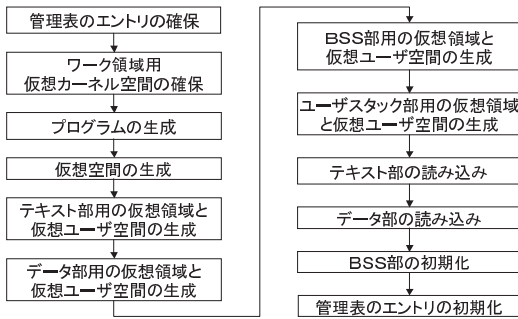 管理表のエントリの確保
ワーク領域用
仮想カーネル空間の確保
プログラムの生成
仮想空間の生成
テキスト部用の仮想領域と
仮想ユーザ空間の生成
データ部用の仮想領域と
仮想ユーザ空間の生成
BSS部用の仮想領域と
仮想ユーザ空間の生成
ユーザスタック部用の仮想領域
と仮想ユーザ空間の生成
テキスト部の読み込み
データ部の読み込み
BSS部の初期化
管理表のエントリの初期化